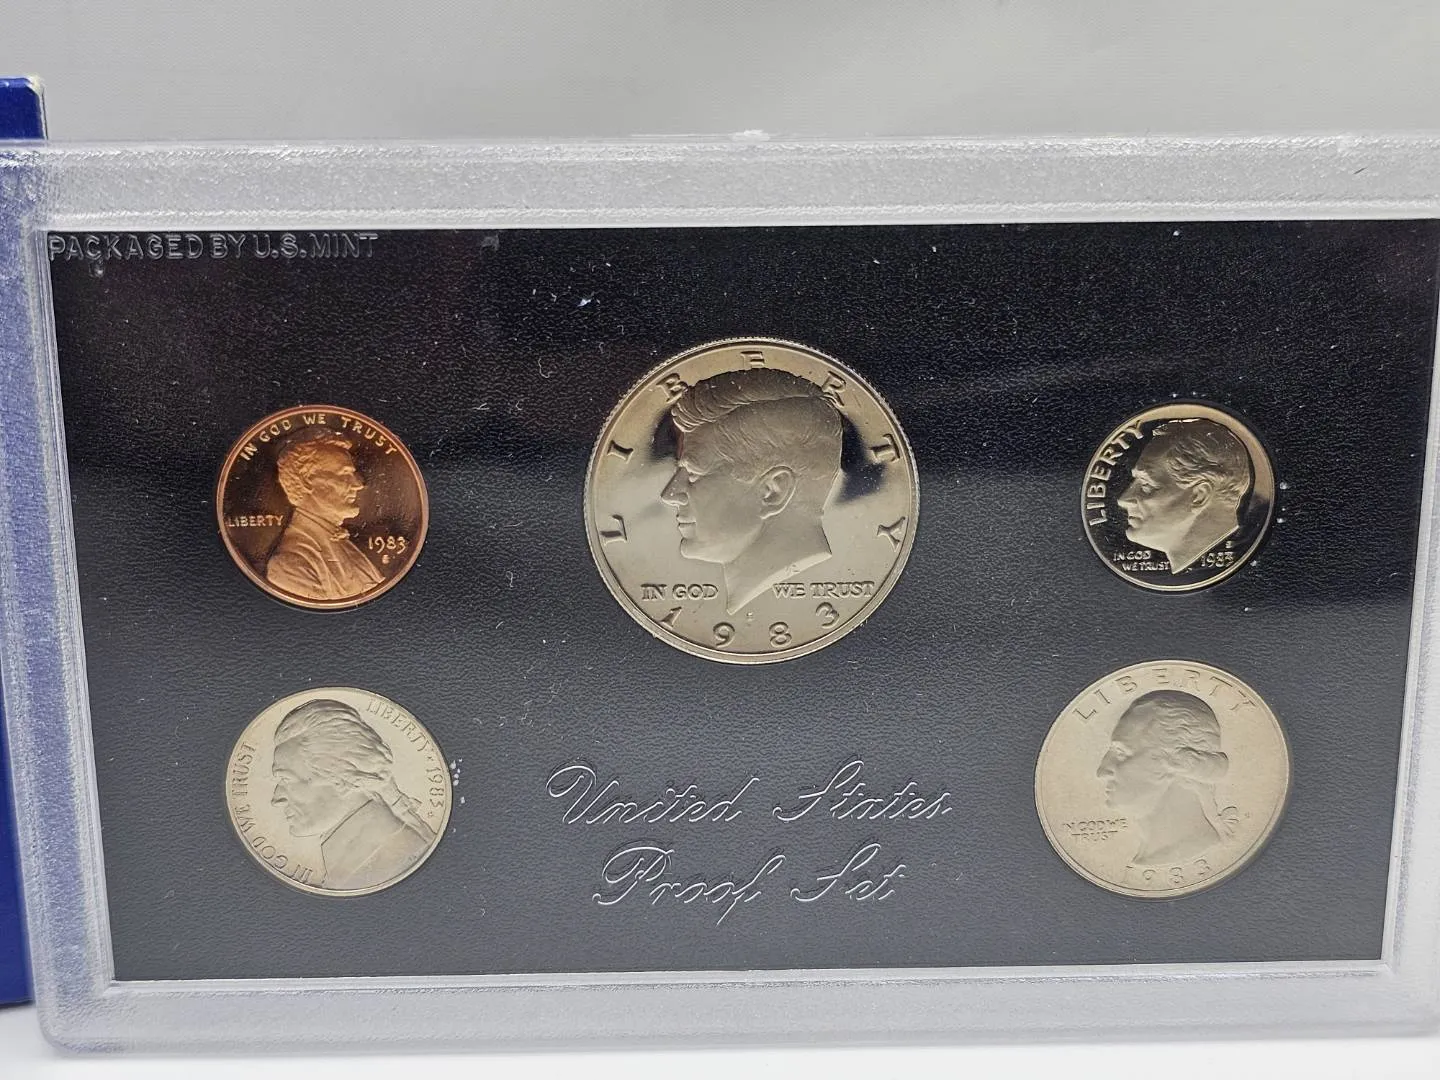 PACKAGED BY U.S. MINT
IN GOD WE TRUST
LIBERTY
1983
S
LIBERTY
IN GOD WE TRUST
1983
S
LIBERTY
IN GOD
WE TRUST
S
1983
IN GOD WE TRUST
LIBERTY * 1983
S
LIBERTY
IN GOD WE
TRUST
S
1983
United States
Proof Set